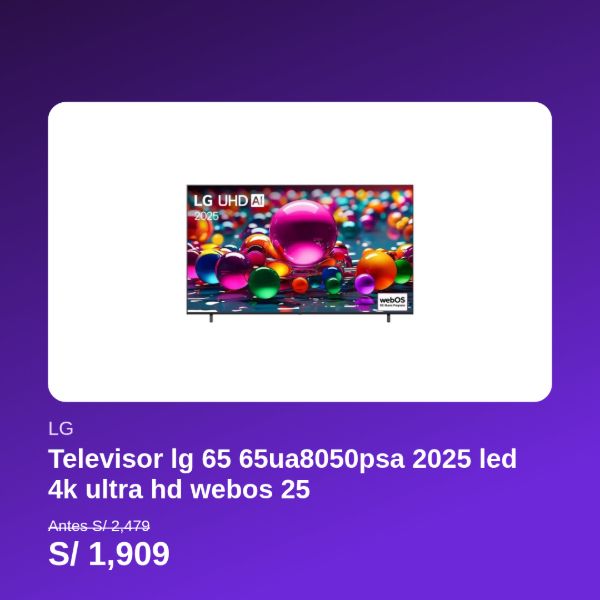 LG UHD AI
2025
webOS
LG
Televisor lg 65 65ua8050psa 2025 led
4k ultra hd webos 25
Antes S/ 2,479
S/ 1,909